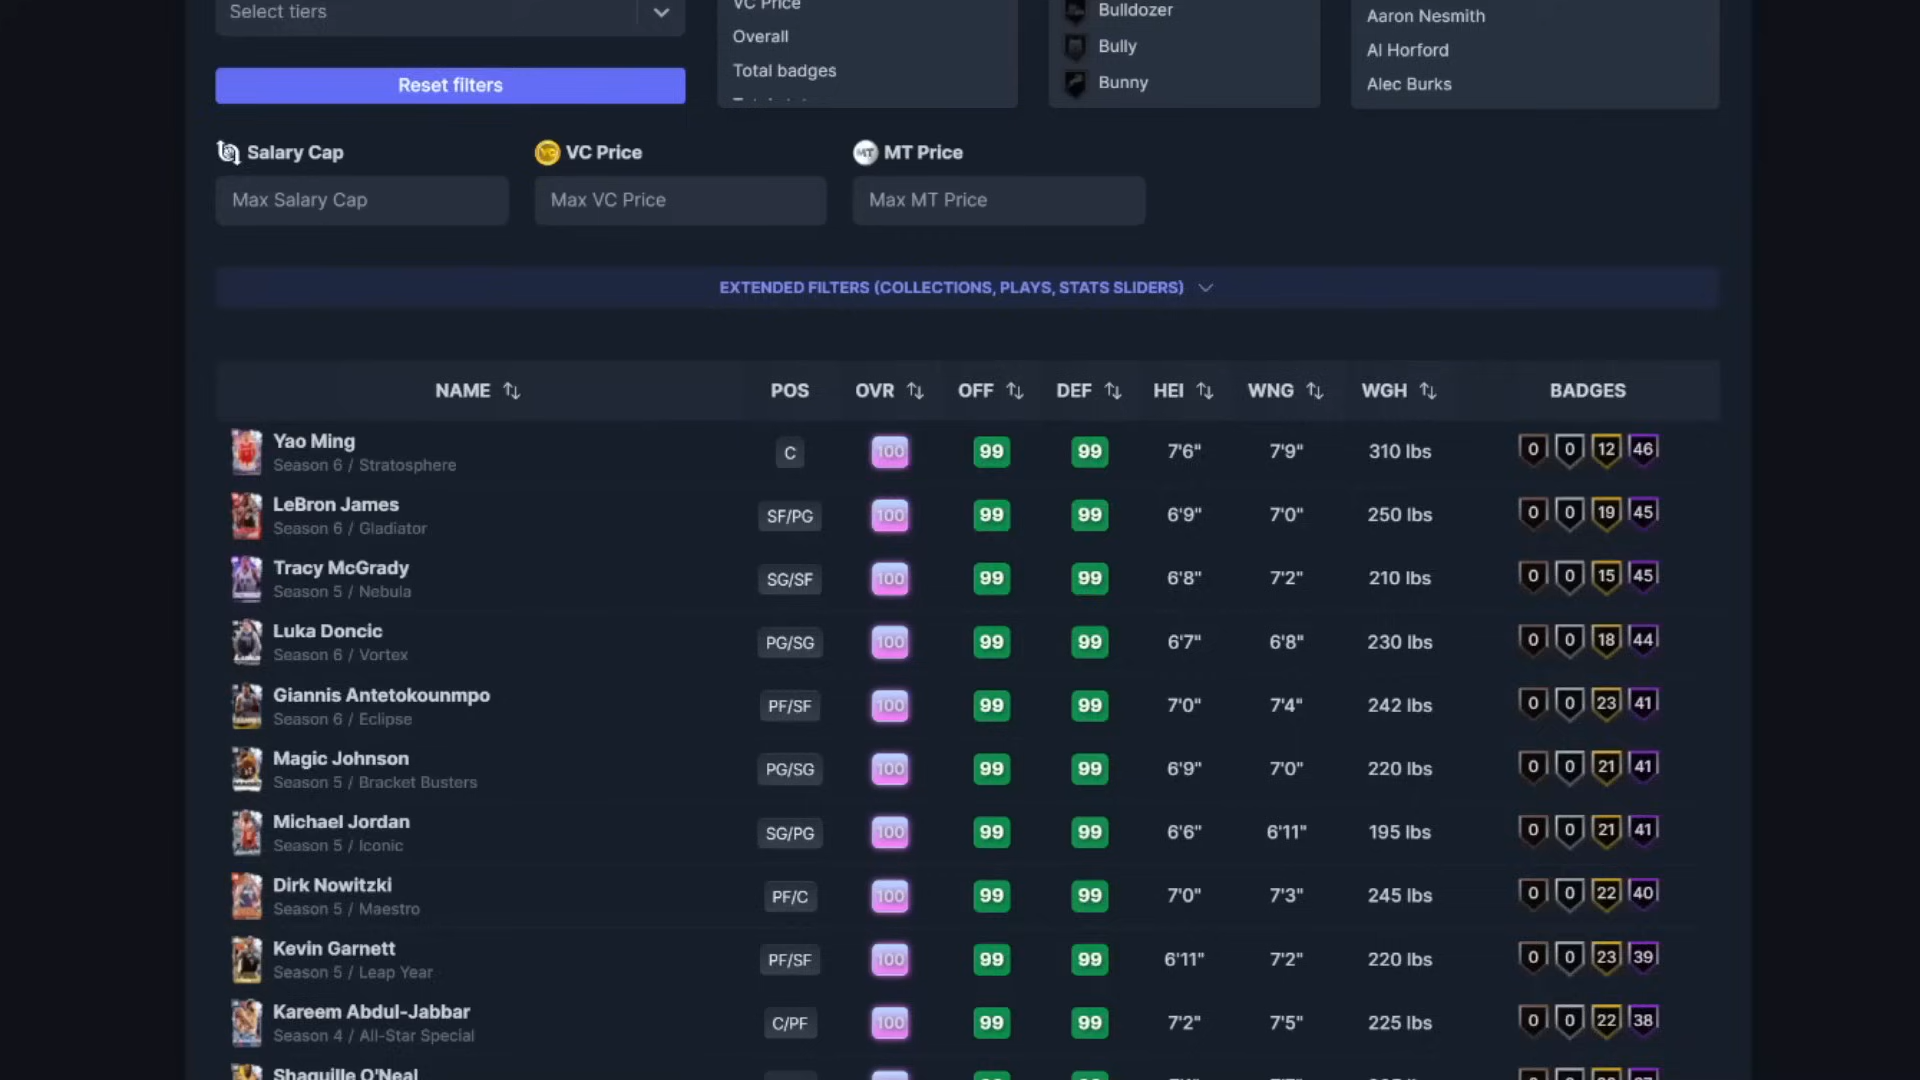 Select tiers
Reset filters
VC Price
Overall
Total badges
Bulldozer
Bully
Bunny
Aaron Nesmith
Al Horford
Alec Burks
Salary Cap
VC Price
MT Price
Max Salary Cap
Max VC Price
Max MT Price
EXTENDED FILTERS (COLLECTIONS, PLAYS, STATS SLIDERS)
NAME POS OVR OFF DEF HEI WNG WGH BADGES
Yao Ming C 100 99 99 7'6" 7'9" 310 lbs 0 0 12 46
Season 6 / Stratosphere
LeBron James SF/PG 100 99 99 6'9" 7'0" 250 lbs 0 0 19 45
Season 6 / Gladiator
Tracy McGrady SG/SF 100 99 99 6'8" 7'2" 210 lbs 0 0 15 45
Season 5 / Nebula
Luka Doncic PG/SG 100 99 99 6'7" 6'8" 230 lbs 0 0 18 44
Season 6 / Vortex
Giannis Antetokounmpo PF/SF 100 99 99 7'0" 7'4" 242 lbs 0 0 23 41
Season 6 / Eclipse
Magic Johnson PG/SG 100 99 99 6'9" 7'0" 220 lbs 0 0 21 41
Season 5 / Bracket Busters
Michael Jordan SG/PG 100 99 99 6'6" 6'11" 195 lbs 0 0 21 41
Season 5 / Iconic
Dirk Nowitzki PF/C 100 99 99 7'0" 7'3" 245 lbs 0 0 22 40
Season 5 / Maestro
Kevin Garnett PF/SF 100 99 99 6'11" 7'2" 220 lbs 0 0 23 39
Season 5 / Leap Year
Kareem Abdul-Jabbar C/PF 100 99 99 7'2" 7'5" 225 lbs 0 0 22 38
Season 4 / All-Star Special
Shaquille O'Neal